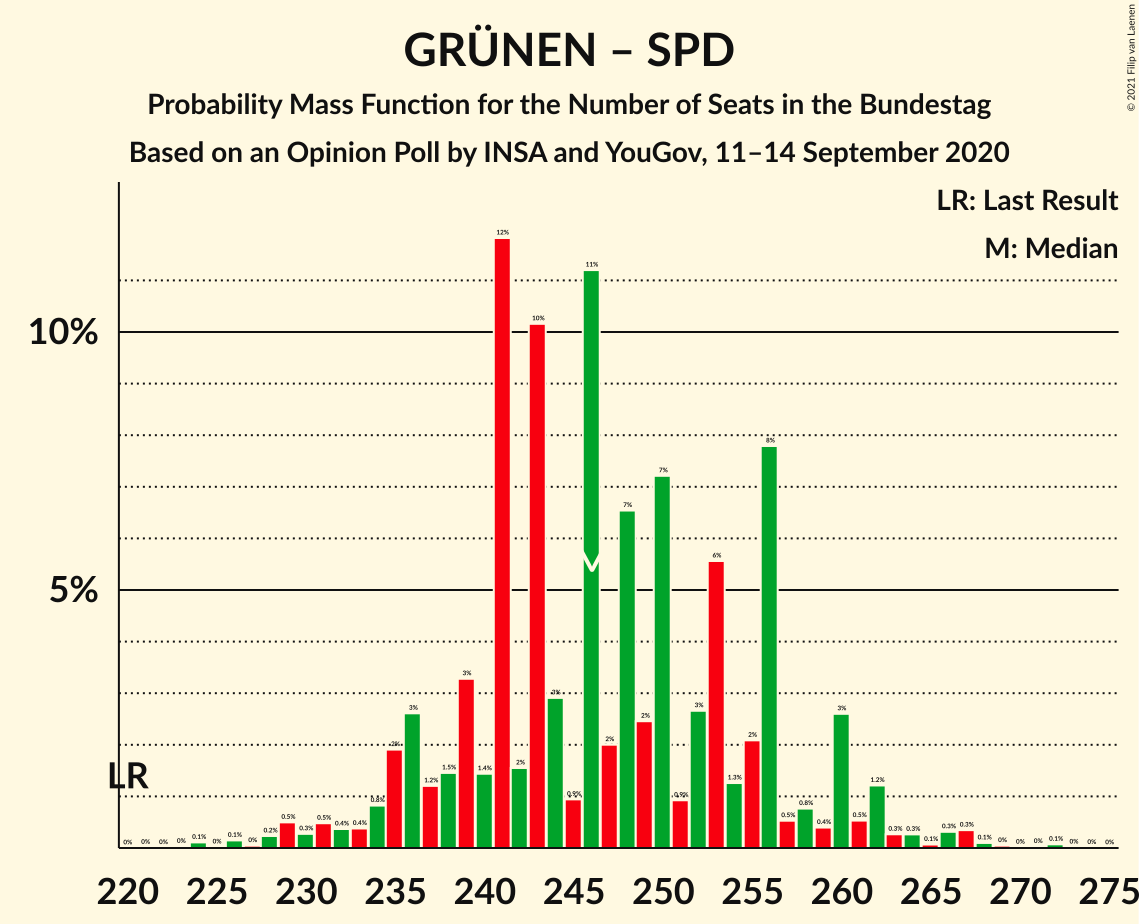 GRÜNEN – SPD
Probability Mass Function for the Number of Seats in the Bundestag
Based on an Opinion Poll by INSA and YouGov, 11–14 September 2020
© 2021 Filip van Laenen
LR: Last Result
M: Median
10%
5%
LR
M
0% 0% 0% 0% 0.1% 0% 0.1% 0% 0.2% 0.5% 0.3% 0.5% 0.4% 0.4% 0.8% 2% 3% 1.2% 1.5% 3% 1.4% 12% 2% 10% 3% 0.9% 11% 2% 7% 2% 7% 0.9% 3% 6% 1.3% 2% 8% 0.5% 0.8% 0.4% 3% 0.5% 1.2% 0.3% 0.3% 0.1% 0.3% 0.3% 0.1% 0% 0% 0% 0.1% 0% 0% 0%
220 225 230 235 240 245 250 255 260 265 270 275